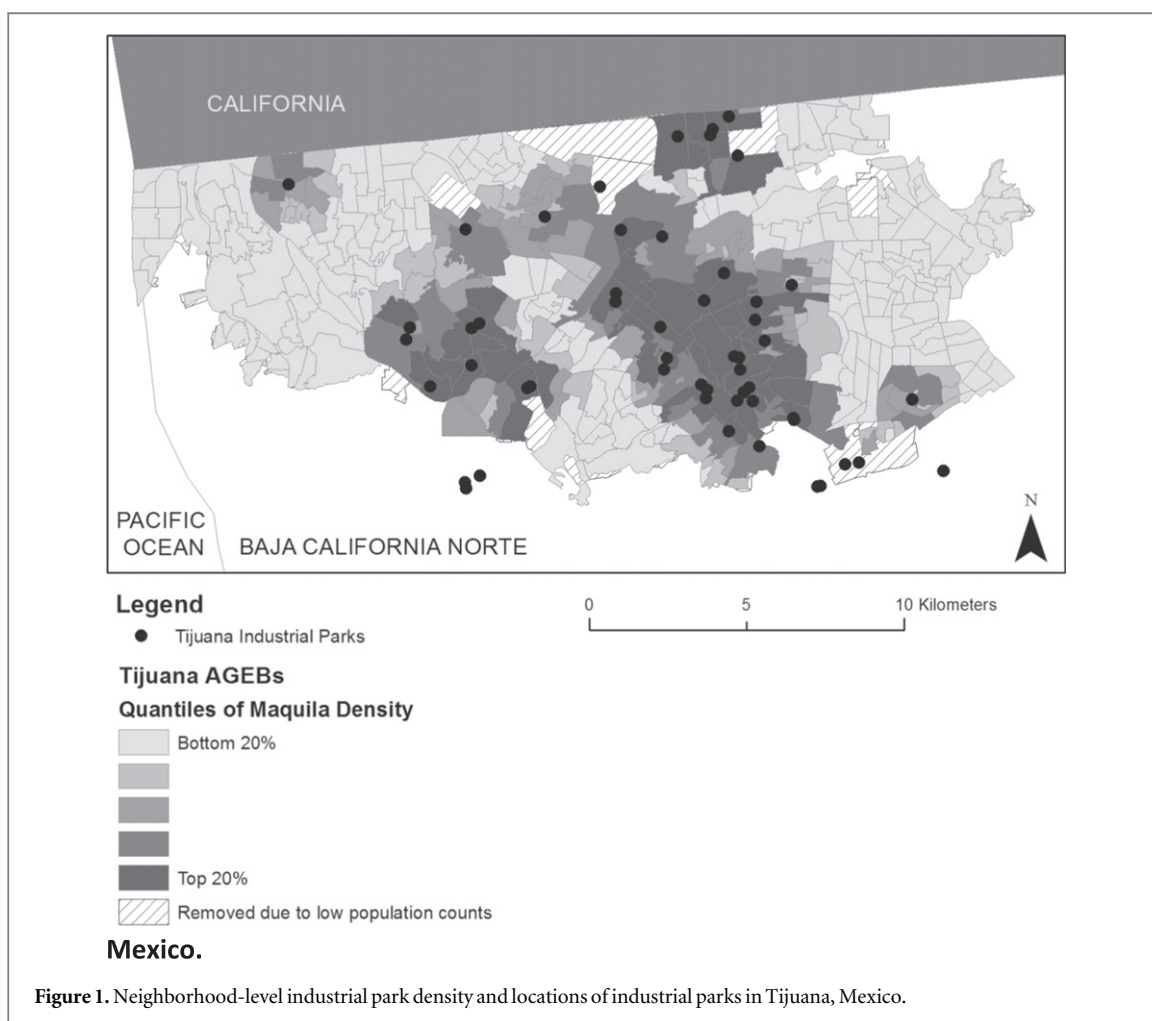 CALIFORNIA
PACIFIC
OCEAN
BAJA CALIFORNIA NORTE
N
Legend
Tijuana Industrial Parks
0 5 10 Kilometers
Tijuana AGEBs
Quantiles of Maquila Density
Bottom 20%
Top 20%
Removed due to low population counts
Mexico.
Figure 1. Neighborhood-level industrial park density and locations of industrial parks in Tijuana, Mexico.